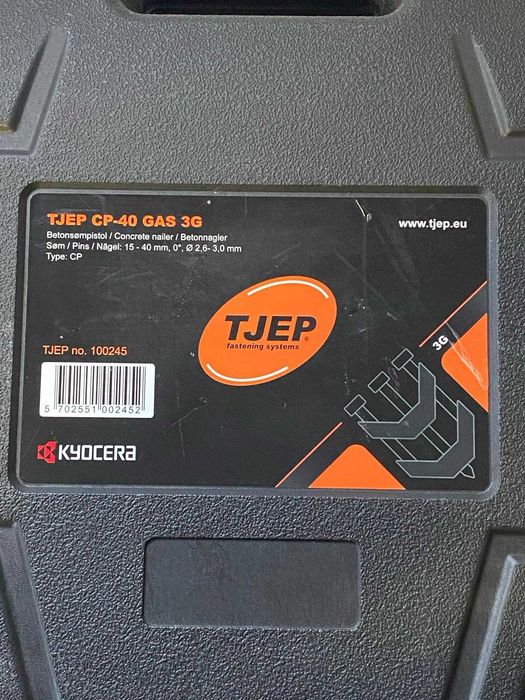 TJEP CP-40 GAS 3G
Betonsømpistol / Concrete nailer / Betonnagler
Søm / Pins / Nägel: 15 - 40 mm, 0°, Ø 2,6- 3,0 mm
Type: CP
www.tjep.eu
TJEP®
fastening systems
3G
TJEP no. 100245
5 702551 002452
KYOCERA